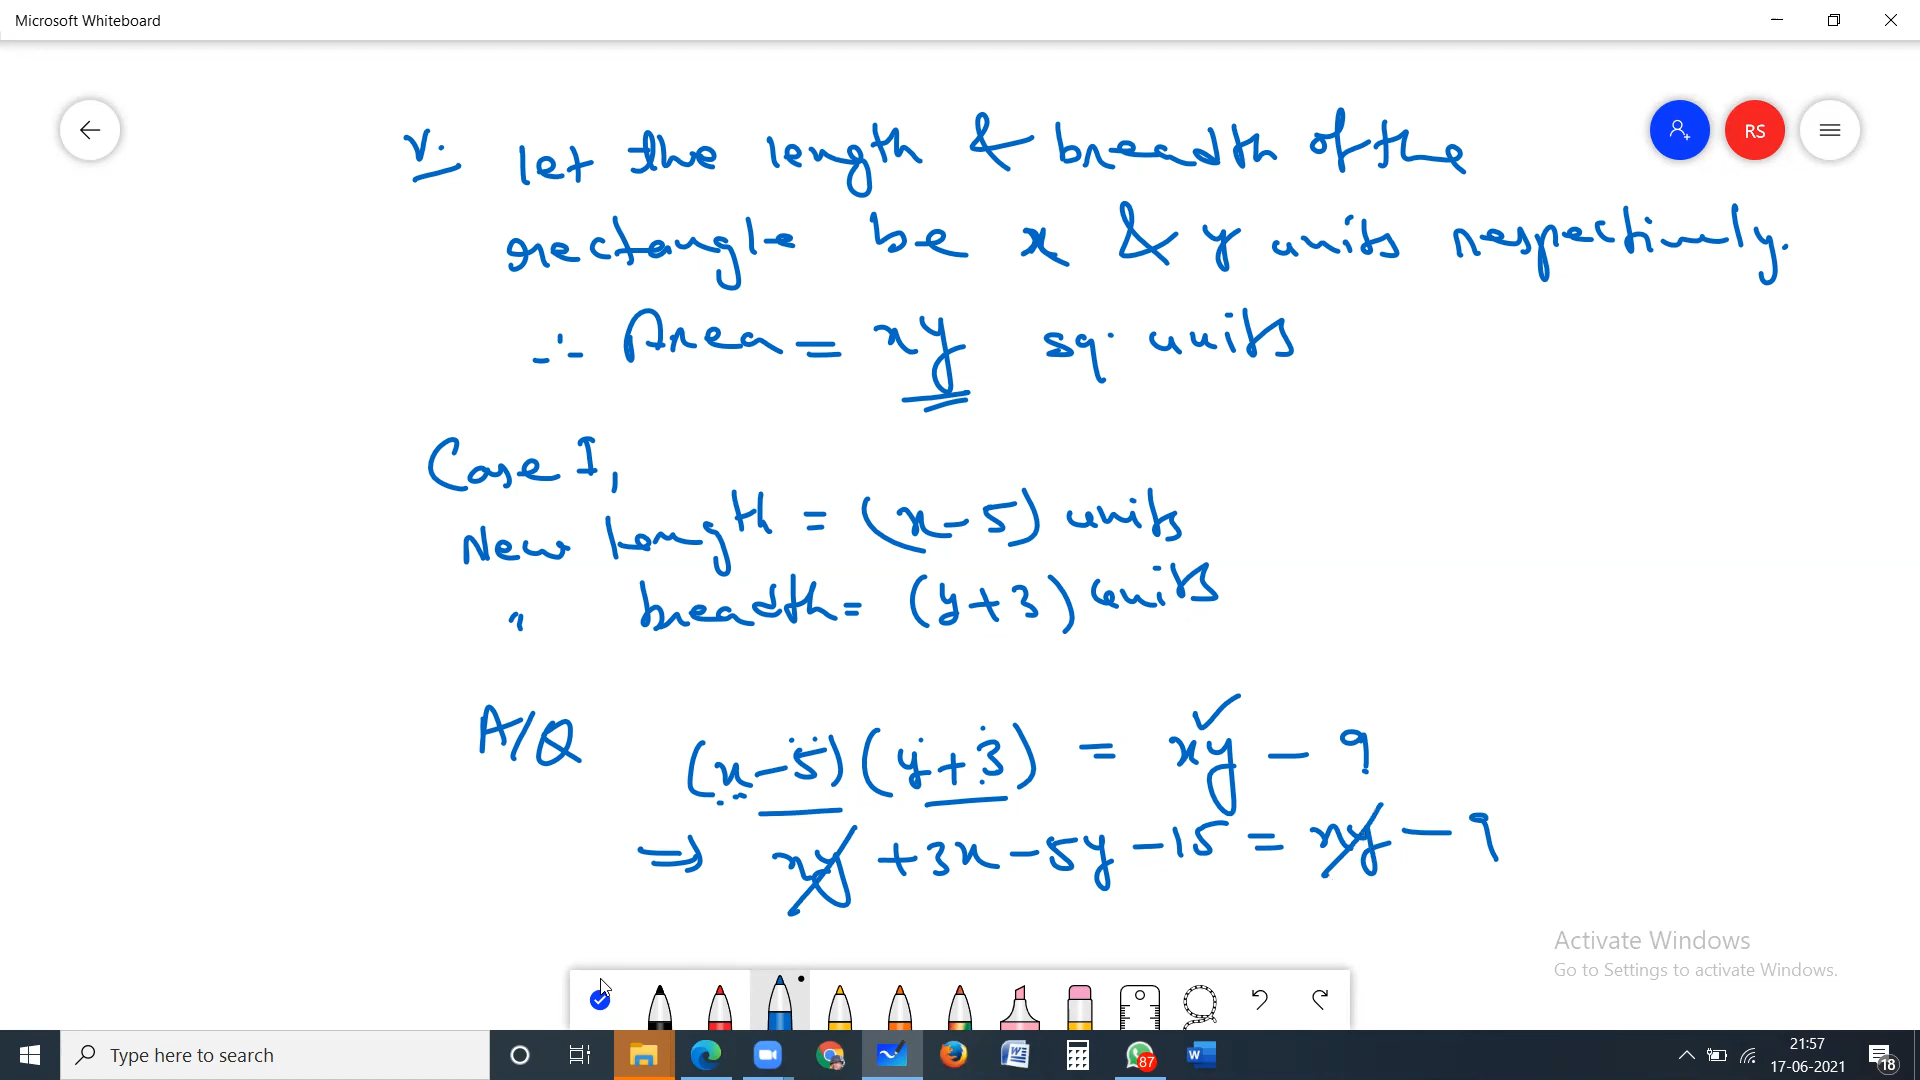 Microsoft Whiteboard
RS
v. let the length & breadth of the
rectangle be x & y units respectively.
∴ Area = xy sq. units
Case I,
New length = (x-5) units
" breadth = (y+3) units
A/Q (x-5)(y+3) = xy - 9
⇒ xy + 3x - 5y - 15 = xy - 9
Activate Windows
Go to Settings to activate Windows.
Type here to search
87
21:57
17-06-2021
18